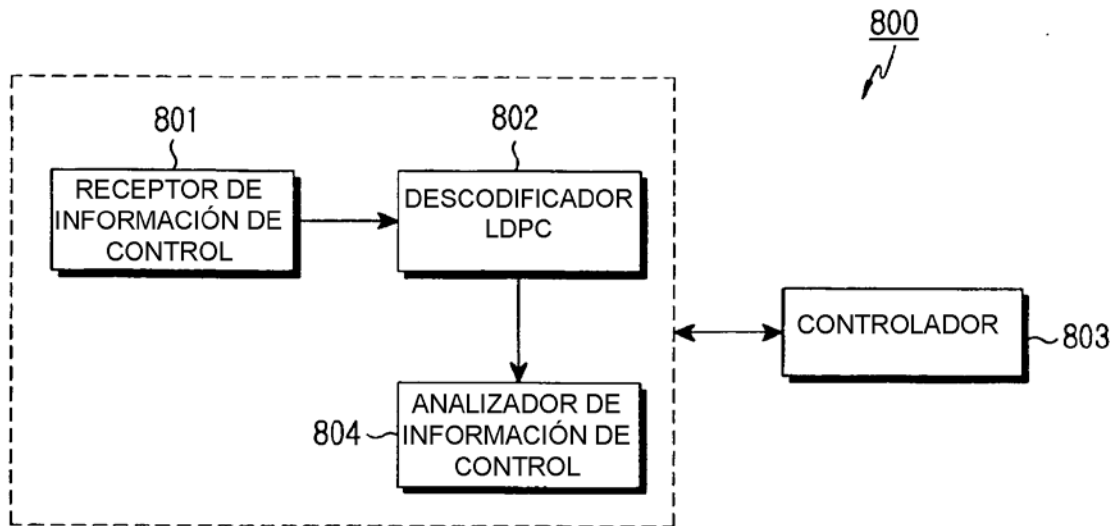 800
801
802
RECEPTOR DE
INFORMACIÓN DE
CONTROL
DESCODIFICADOR
LDPC
CONTROLADOR
803
804
ANALIZADOR DE
INFORMACIÓN DE
CONTROL